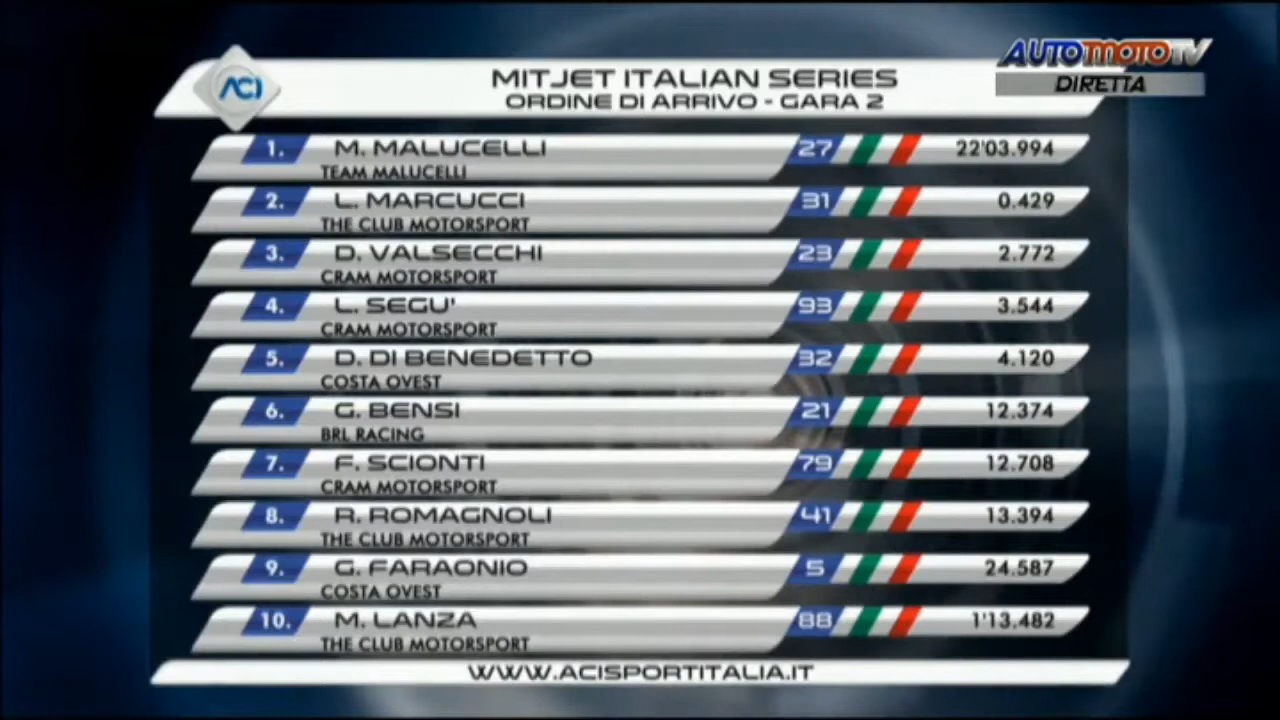 ACI
MITJET ITALIAN SERIES
ORDINE DI ARRIVO - GARA 2
AUTOMOTOTV
DIRETTA
1. M. MALUCELLI 27 22'03.994
TEAM MALUCELLI
2. L. MARCUCCI 31 0.429
THE CLUB MOTORSPORT
3. D. VALSECCHI 23 2.772
CRAM MOTORSPORT
4. L. SEGU' 93 3.544
CRAM MOTORSPORT
5. D. DI BENEDETTO 32 4.120
COSTA OVEST
6. G. BENSI 21 12.374
BRL RACING
7. F. SCIONTI 79 12.708
CRAM MOTORSPORT
8. R. ROMAGNOLI 41 13.394
THE CLUB MOTORSPORT
9. G. FARAONIO 5 24.587
COSTA OVEST
10. M. LANZA 88 1'13.482
THE CLUB MOTORSPORT
WWW.ACISPORTITALIA.IT